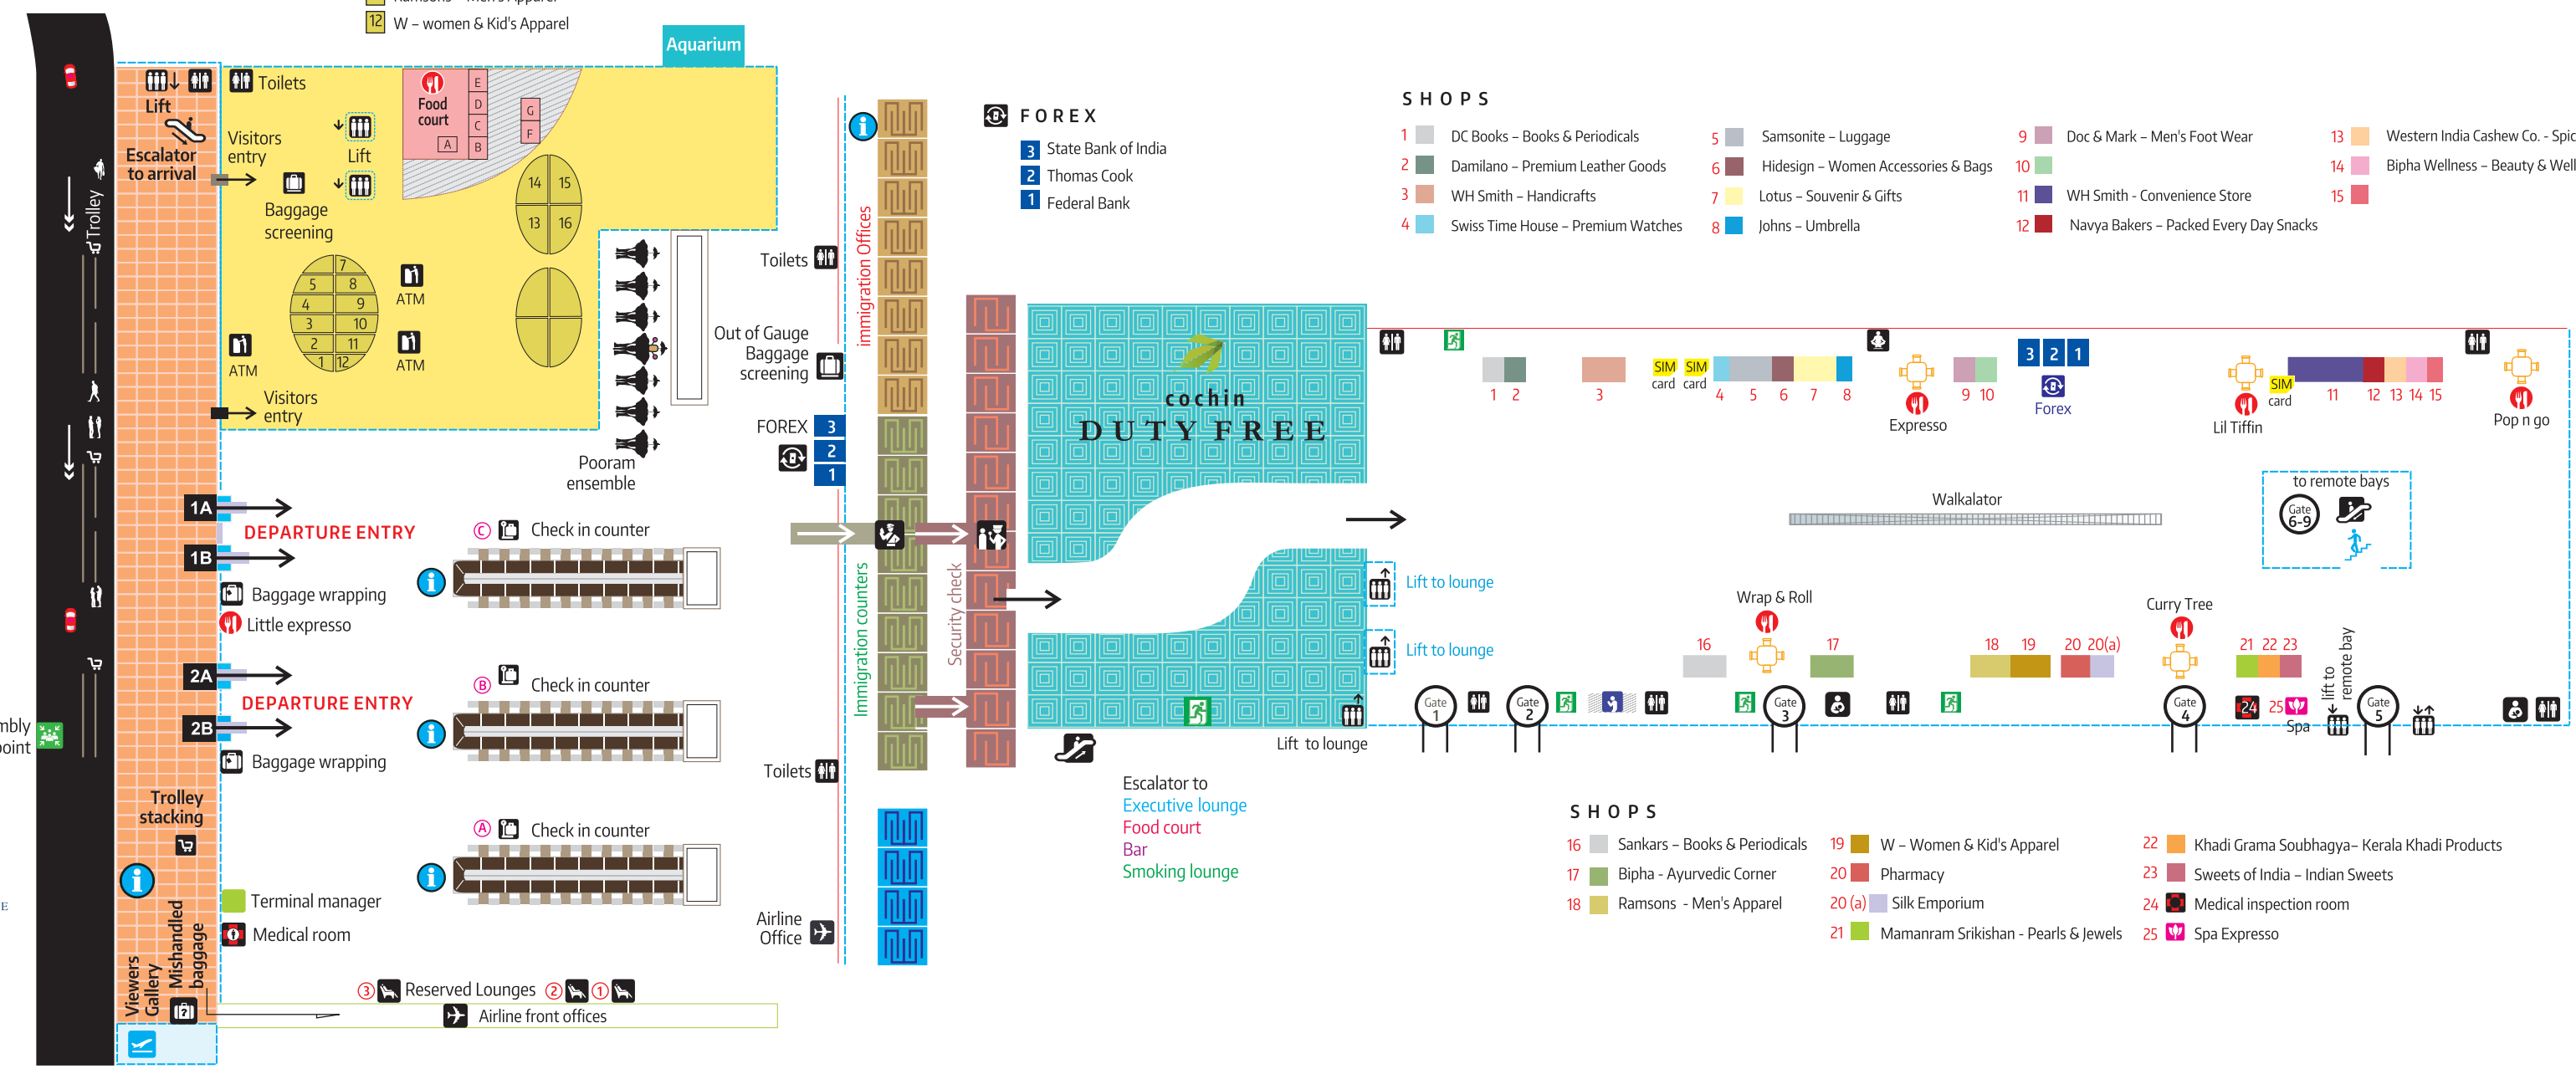 12 W – women & Kid's Apparel
Aquarium
Lift
Escalator
to arrival
Toilets
Visitors
entry
Baggage
screening
Lift
Food
court
A
E
D
C
B
G
F
14 15
13 16
7
5 8
4 9
3 10
2 11
1 12
ATM
ATM
ATM
Visitors
entry
Trolley
Pooram
ensemble
Toilets
Out of Gauge
Baggage
screening
FOREX
3
2
1
immigration Offices
FOREX
3 State Bank of India
2 Thomas Cook
1 Federal Bank
SHOPS
1 DC Books – Books & Periodicals
2 Damilano – Premium Leather Goods
3 WH Smith – Handicrafts
4 Swiss Time House – Premium Watches
5 Samsonite – Luggage
6 Hidesign – Women Accessories & Bags
7 Lotus – Souvenir & Gifts
8 Johns – Umbrella
9 Doc & Mark – Men's Foot Wear
10
11 WH Smith - Convenience Store
12 Navya Bakers – Packed Every Day Snacks
13 Western India Cashew Co. - Spic
14 Bipha Wellness – Beauty & Well
15
cochin
DUTY FREE
1 2
3
SIM
card
SIM
card
4 5 6 7 8
Expresso
9 10
3 2 1
Forex
Lil Tiffin
SIM
card
11 12 13 14 15
Pop n go
to remote bays
Gate
6-9
Walkalator
1A
DEPARTURE ENTRY
1B
Baggage wrapping
Little expresso
2A
DEPARTURE ENTRY
2B
Baggage wrapping
C Check in counter
B Check in counter
A Check in counter
Immigration counters
Security check
Lift to lounge
Lift to lounge
Lift to lounge
Wrap & Roll
16
17
18 19
20 20(a)
Curry Tree
21 22 23
lift to
remote bay
Gate
1
Gate
2
Gate
3
Gate
4
24
25
Spa
Gate
5
mbly
point
Trolley
stacking
Terminal manager
Medical room
Viewers
Gallery
Mishandled
baggage
E
Toilets
Airline
Office
3 Reserved Lounges 2 1
Airline front offices
Escalator to
Executive lounge
Food court
Bar
Smoking lounge
SHOPS
16 Sankars – Books & Periodicals
17 Bipha - Ayurvedic Corner
18 Ramsons - Men's Apparel
19 W – Women & Kid's Apparel
20 Pharmacy
20 (a) Silk Emporium
21 Mamanram Srikishan - Pearls & Jewels
22 Khadi Grama Soubhagya– Kerala Khadi Products
23 Sweets of India – Indian Sweets
24 Medical inspection room
25 Spa Expresso